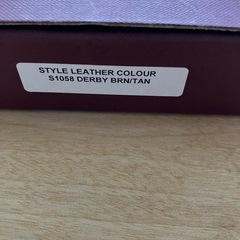 STYLE LEATHER COLOUR
S1058 DERBY BRN/TAN